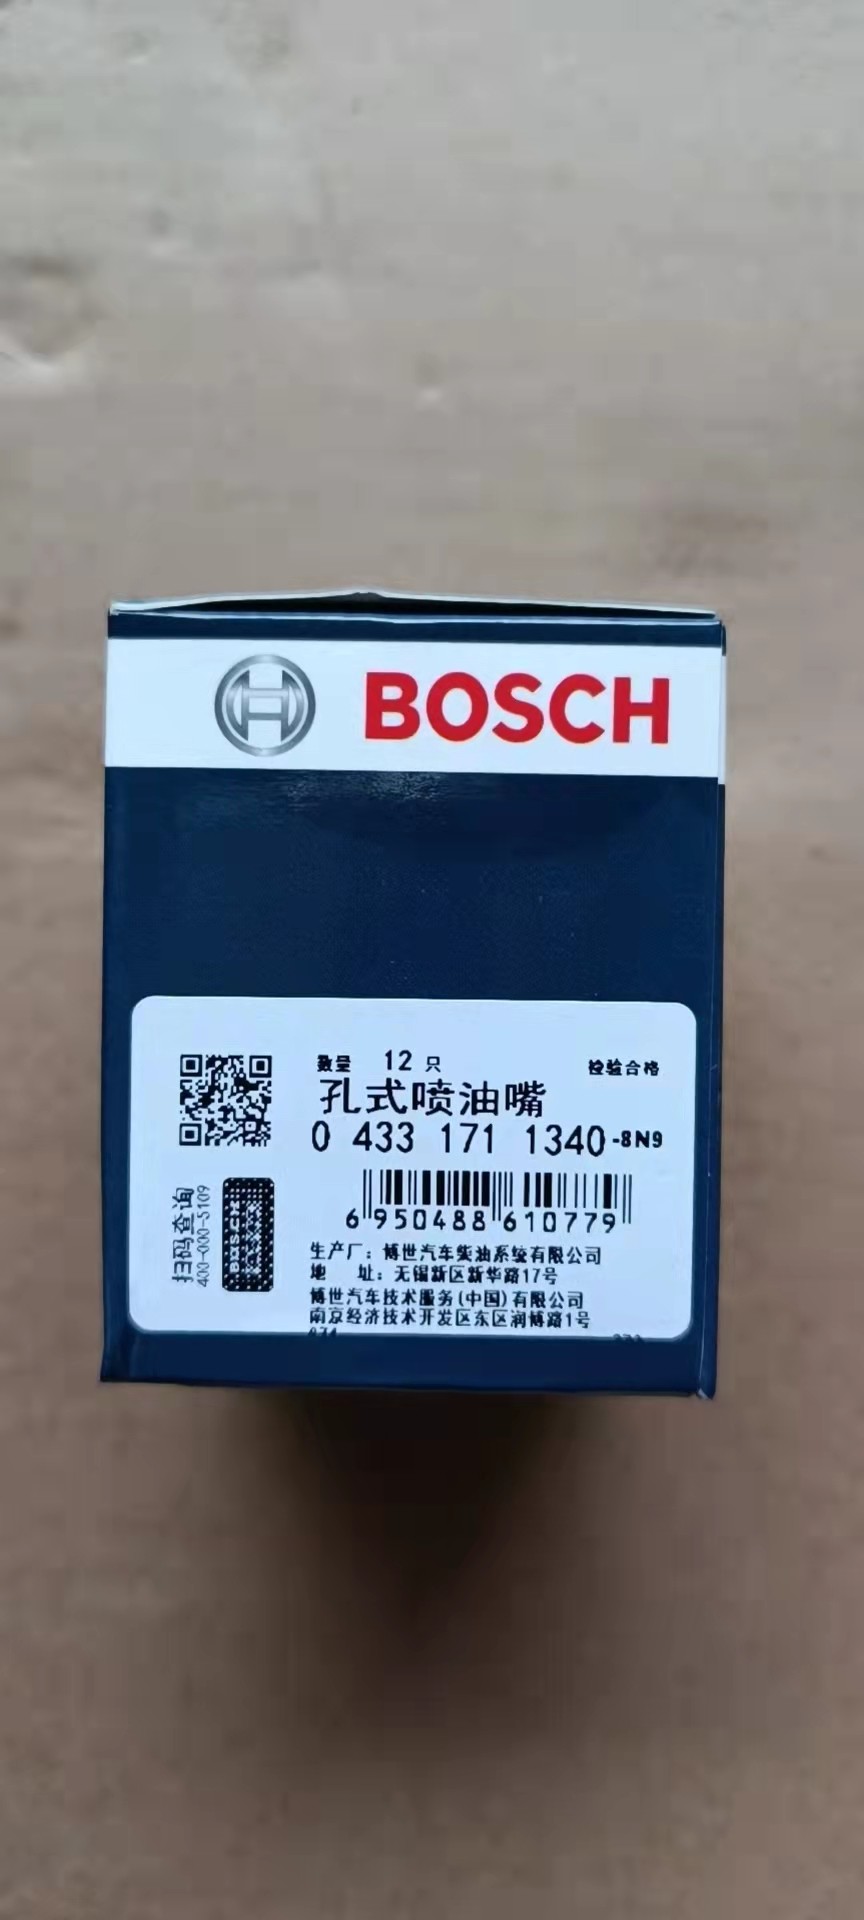 BOSCH
数量 12 只 检验合格
孔式喷油嘴
0 433 171 1340-8N9
6 950488 610779
生产厂：博世汽车柴油系统有限公司
地 址：无锡新区新华路17号
博世汽车技术服务(中国)有限公司
南京经济技术开发区东区润博路1号
扫码查询
400-000-5109
BOSCH